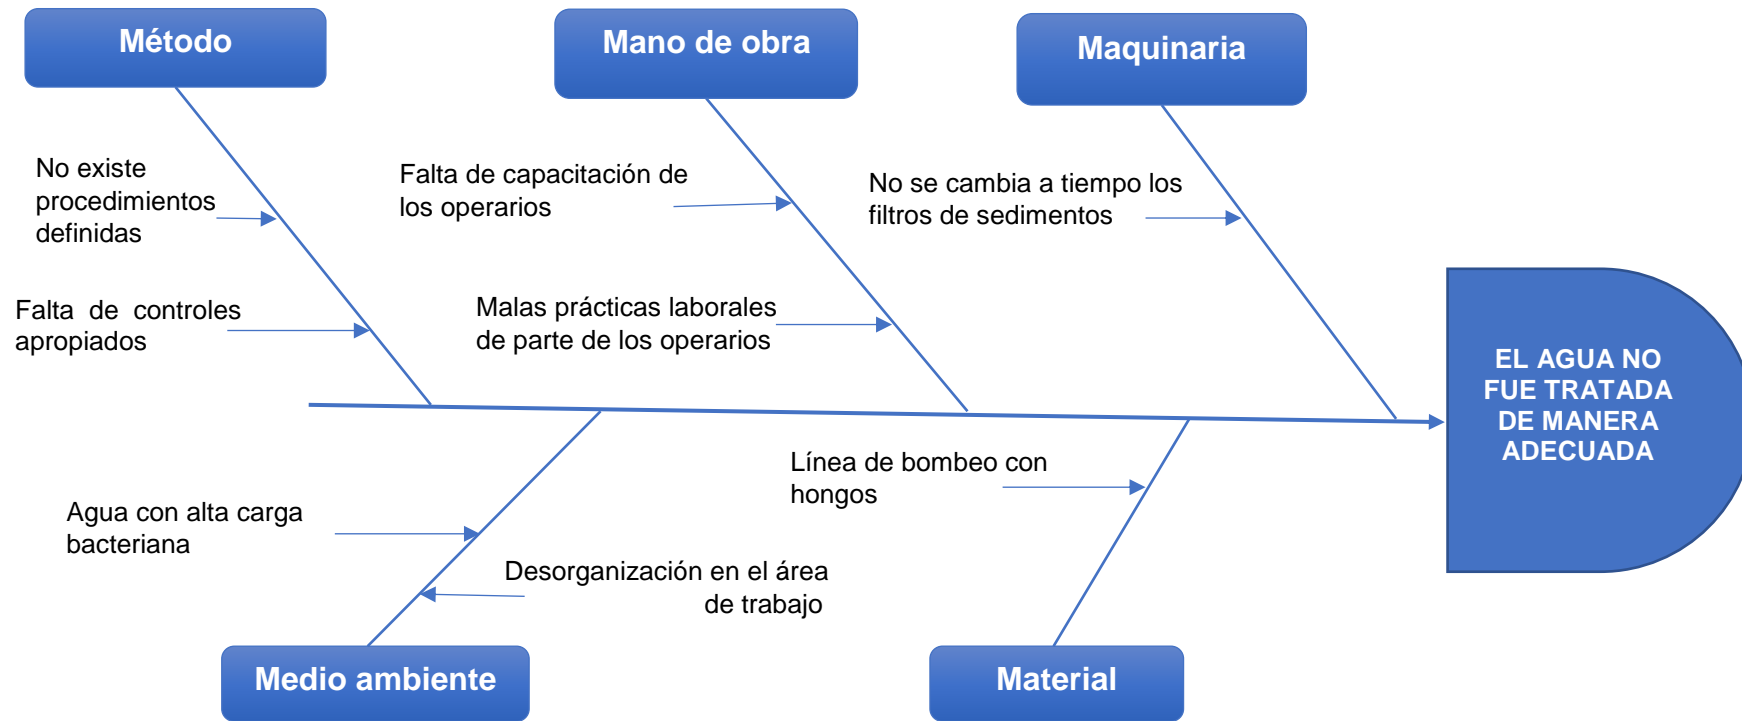 Método
Mano de obra
Maquinaria
No existe
procedimientos
definidas
Falta de controles
apropiados
Falta de capacitación de
los operarios
Malas prácticas laborales
de parte de los operarios
No se cambia a tiempo los
filtros de sedimentos
EL AGUA NO
FUE TRATADA
DE MANERA
ADECUADA
Agua con alta carga
bacteriana
Desorganización en el área
de trabajo
Línea de bombeo con
hongos
Medio ambiente
Material